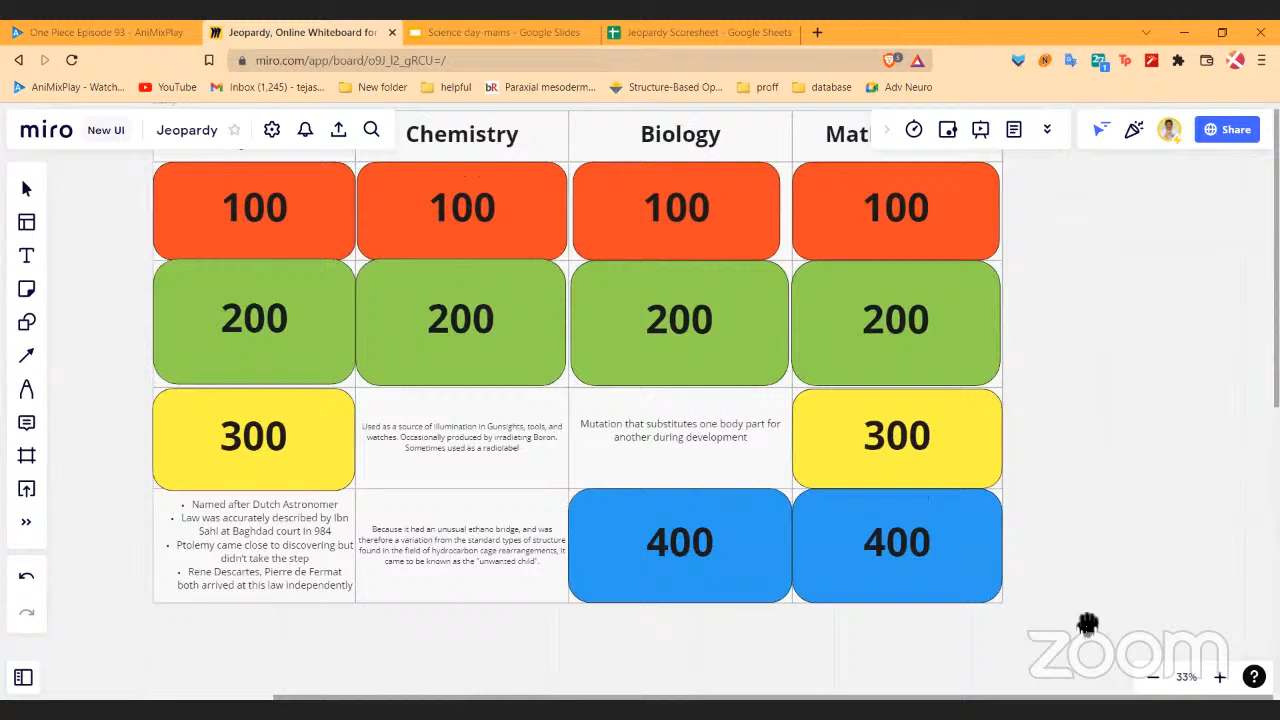 One Piece Episode 93 - AniMixPlay
Jeopardy, Online Whiteboard for
Science day-mains - Google Slides
Jeopardy Scoresheet - Google Sheets
miro.com/app/board/o9J_l2_gRCU=/
AniMixPlay - Watch...
YouTube
Inbox (1,245) - tejas...
New folder
helpful
bR Paraxial mesoderm...
Structure-Based Op...
proff
database
Adv Neuro
miro
New UI
Jeopardy
Share
Chemistry
Biology
100
100
100
100
200
200
200
200
300
Used as a source of Illumination in Gunsights, tools, and
watches. Occasionally produced by irradiating Boron.
Sometimes used as a radiolabel
Mutation that substitutes one body part for
another during development
300
• Named after Dutch Astronomer
• Law was accurately described by Ibn
Sahl at Baghdad court in 984
• Ptolemy came close to discovering but
didn't take the step
• Rene Descartes, Pierre de Fermat
both arrived at this law independently
Because it had an unusual ethano bridge, and was
therefore a variation from the standard types of structure
found in the field of hydrocarbon cage rearrangements, it
came to be known as the "unwanted child".
400
400
zoom
33%